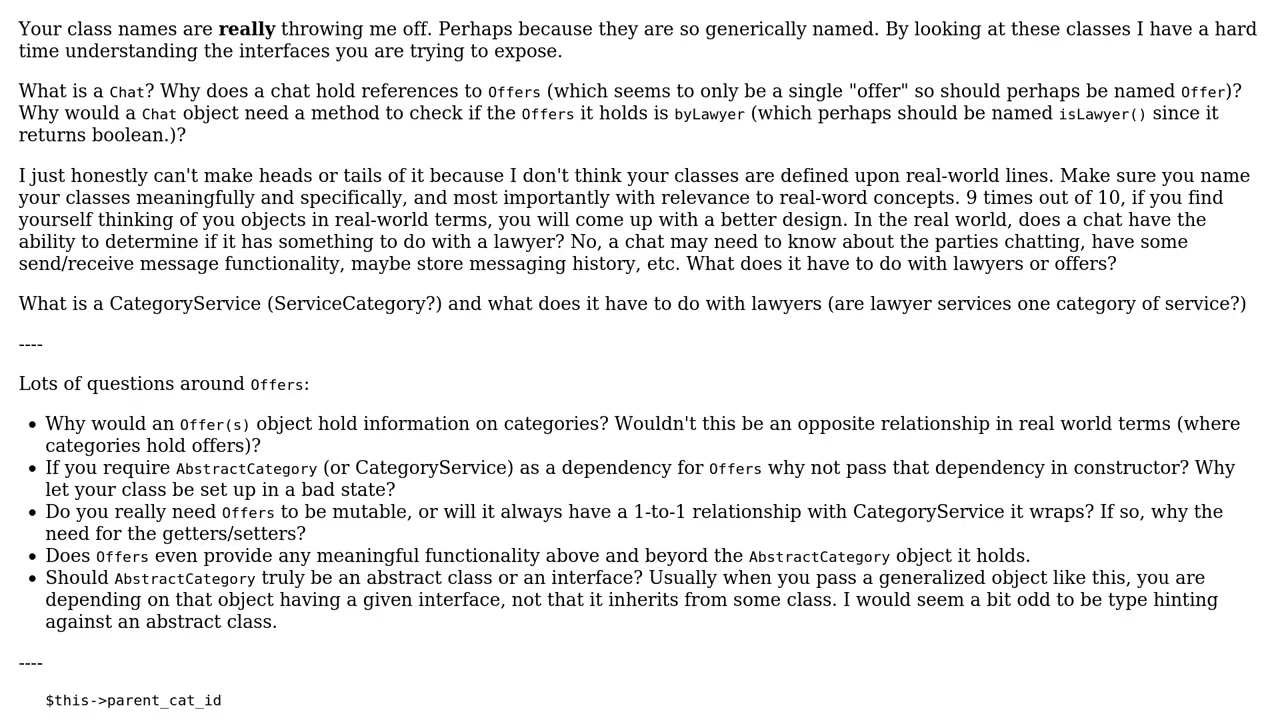 Your class names are really throwing me off. Perhaps because they are so generically named. By looking at these classes I have a hard
time understanding the interfaces you are trying to expose.
What is a Chat? Why does a chat hold references to Offers (which seems to only be a single "offer" so should perhaps be named Offer)?
Why would a Chat object need a method to check if the Offers it holds is byLawyer (which perhaps should be named isLawyer() since it
returns boolean.)?
I just honestly can't make heads or tails of it because I don't think your classes are defined upon real-world lines. Make sure you name
your classes meaningfully and specifically, and most importantly with relevance to real-word concepts. 9 times out of 10, if you find
yourself thinking of you objects in real-world terms, you will come up with a better design. In the real world, does a chat have the
ability to determine if it has something to do with a lawyer? No, a chat may need to know about the parties chatting, have some
send/receive message functionality, maybe store messaging history, etc. What does it have to do with lawyers or offers?
What is a CategoryService (ServiceCategory?) and what does it have to do with lawyers (are lawyer services one category of service?)
----
Lots of questions around Offers:
• Why would an Offer(s) object hold information on categories? Wouldn't this be an opposite relationship in real world terms (where
categories hold offers)?
• If you require AbstractCategory (or CategoryService) as a dependency for Offers why not pass that dependency in constructor? Why
let your class be set up in a bad state?
• Do you really need Offers to be mutable, or will it always have a 1-to-1 relationship with CategoryService it wraps? If so, why the
need for the getters/setters?
• Does Offers even provide any meaningful functionality above and beyord the AbstractCategory object it holds.
• Should AbstractCategory truly be an abstract class or an interface? Usually when you pass a generalized object like this, you are
depending on that object having a given interface, not that it inherits from some class. I would seem a bit odd to be type hinting
against an abstract class.
----
$this->parent_cat_id